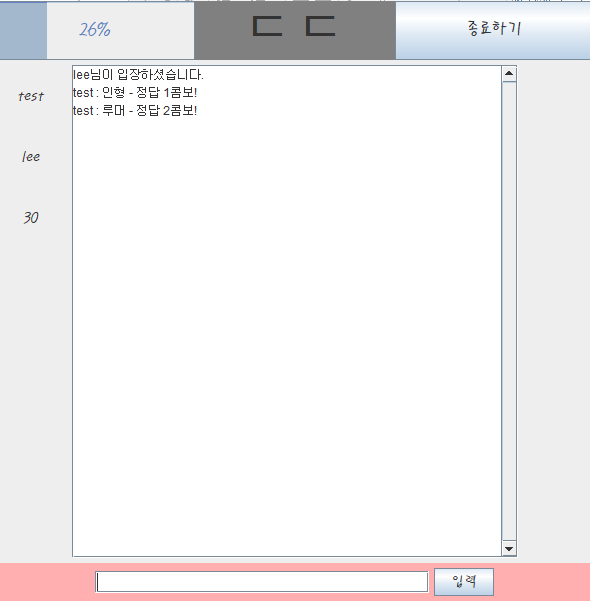 26%
ㄷ ㄷ
종료하기
test
lee
30
lee님이 입장하셨습니다.
test : 인형 - 정답 1콤보!
test : 루머 - 정답 2콤보!
입력